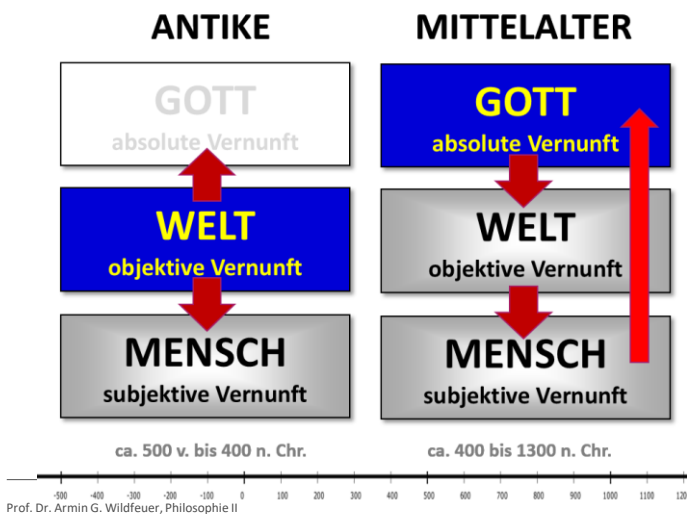 ANTIKE
GOTT
absolute Vernunft
WELT
objektive Vernunft
MENSCH
subjektive Vernunft
ca. 500 v. bis 400 n. Chr.
MITTELALTER
GOTT
absolute Vernunft
WELT
objektive Vernunft
MENSCH
subjektive Vernunft
ca. 400 bis 1300 n. Chr.
-500 -400 -300 -200 -100 0 100 200 300 400 500 600 700 800 900 1000 1100 120
Prof. Dr. Armin G. Wildfeuer, Philosophie II